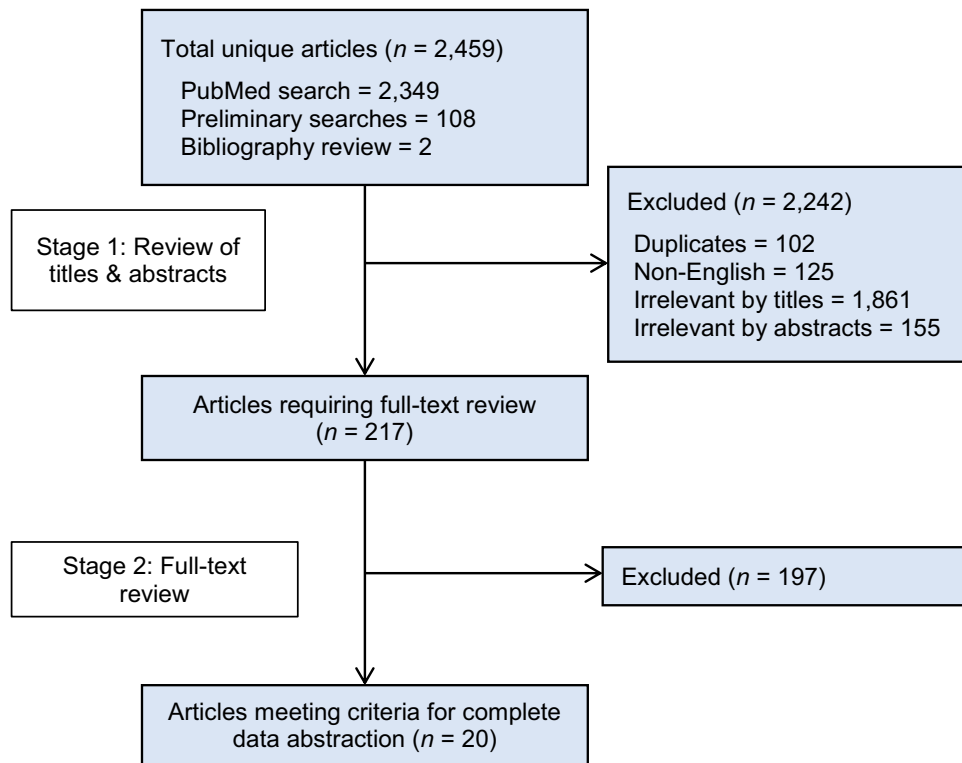 Total unique articles (n = 2,459)
PubMed search = 2,349
Preliminary searches = 108
Bibliography review = 2
Stage 1: Review of
titles & abstracts
Excluded (n = 2,242)
Duplicates = 102
Non-English = 125
Irrelevant by titles = 1,861
Irrelevant by abstracts = 155
Articles requiring full-text review
(n = 217)
Stage 2: Full-text
review
Excluded (n = 197)
Articles meeting criteria for complete
data abstraction (n = 20)